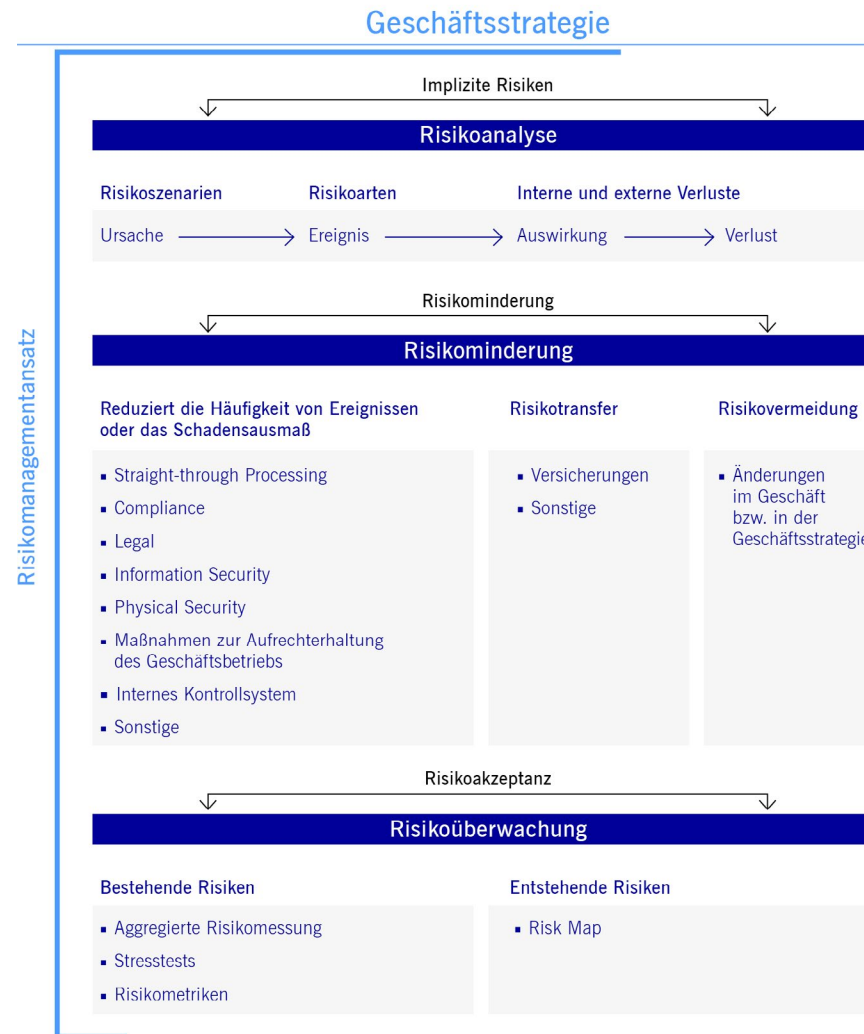 Geschäftsstrategie
Risikomanagementansatz
Implizite Risiken
Risikoanalyse
Risikoszenarien Risikoarten Interne und externe Verluste
Ursache Ereignis Auswirkung Verlust
Risikominderung
Risikominderung
Reduziert die Häufigkeit von Ereignissen
oder das Schadensausmaß
▪ Straight-through Processing
▪ Compliance
▪ Legal
▪ Information Security
▪ Physical Security
▪ Maßnahmen zur Aufrechterhaltung
des Geschäftsbetriebs
▪ Internes Kontrollsystem
▪ Sonstige
Risikotransfer
▪ Versicherungen
▪ Sonstige
Risikovermeidung
▪ Änderungen
im Geschäft
bzw. in der
Geschäftsstrategie
Risikoakzeptanz
Risikoüberwachung
Bestehende Risiken
▪ Aggregierte Risikomessung
▪ Stresstests
▪ Risikometriken
Entstehende Risiken
▪ Risk Map